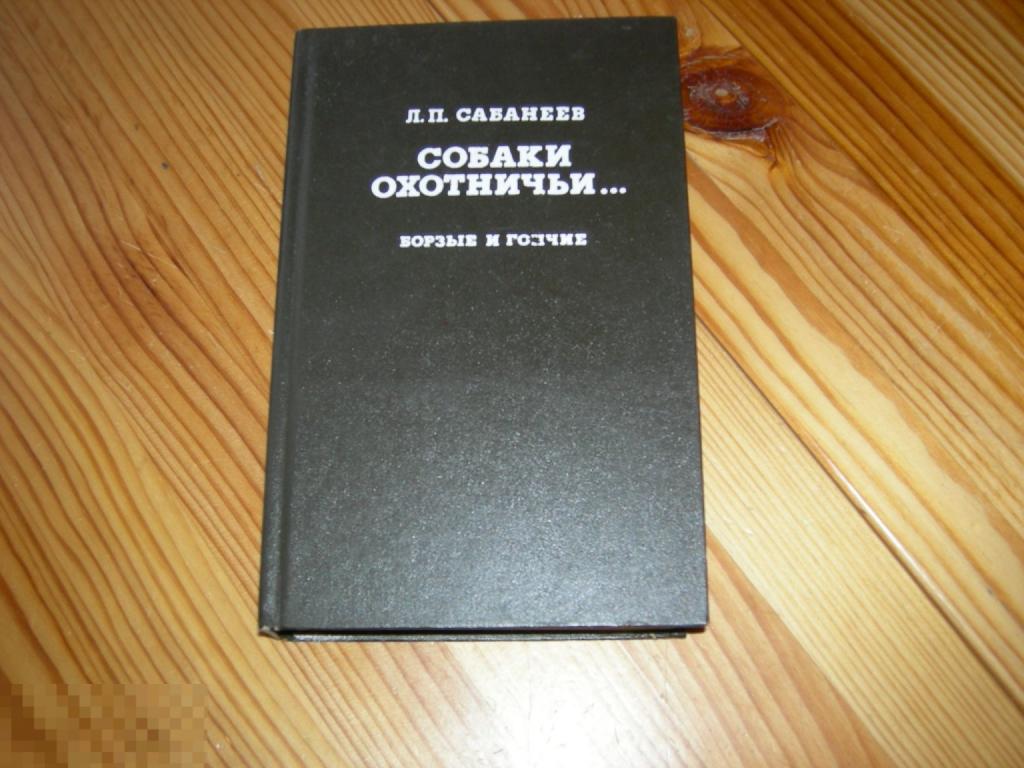 Л.П. САБАНЕЕВ
СОБАКИ
ОХОТНИЧЬИ...
БОРЗЫЕ И ГОНЧИЕ